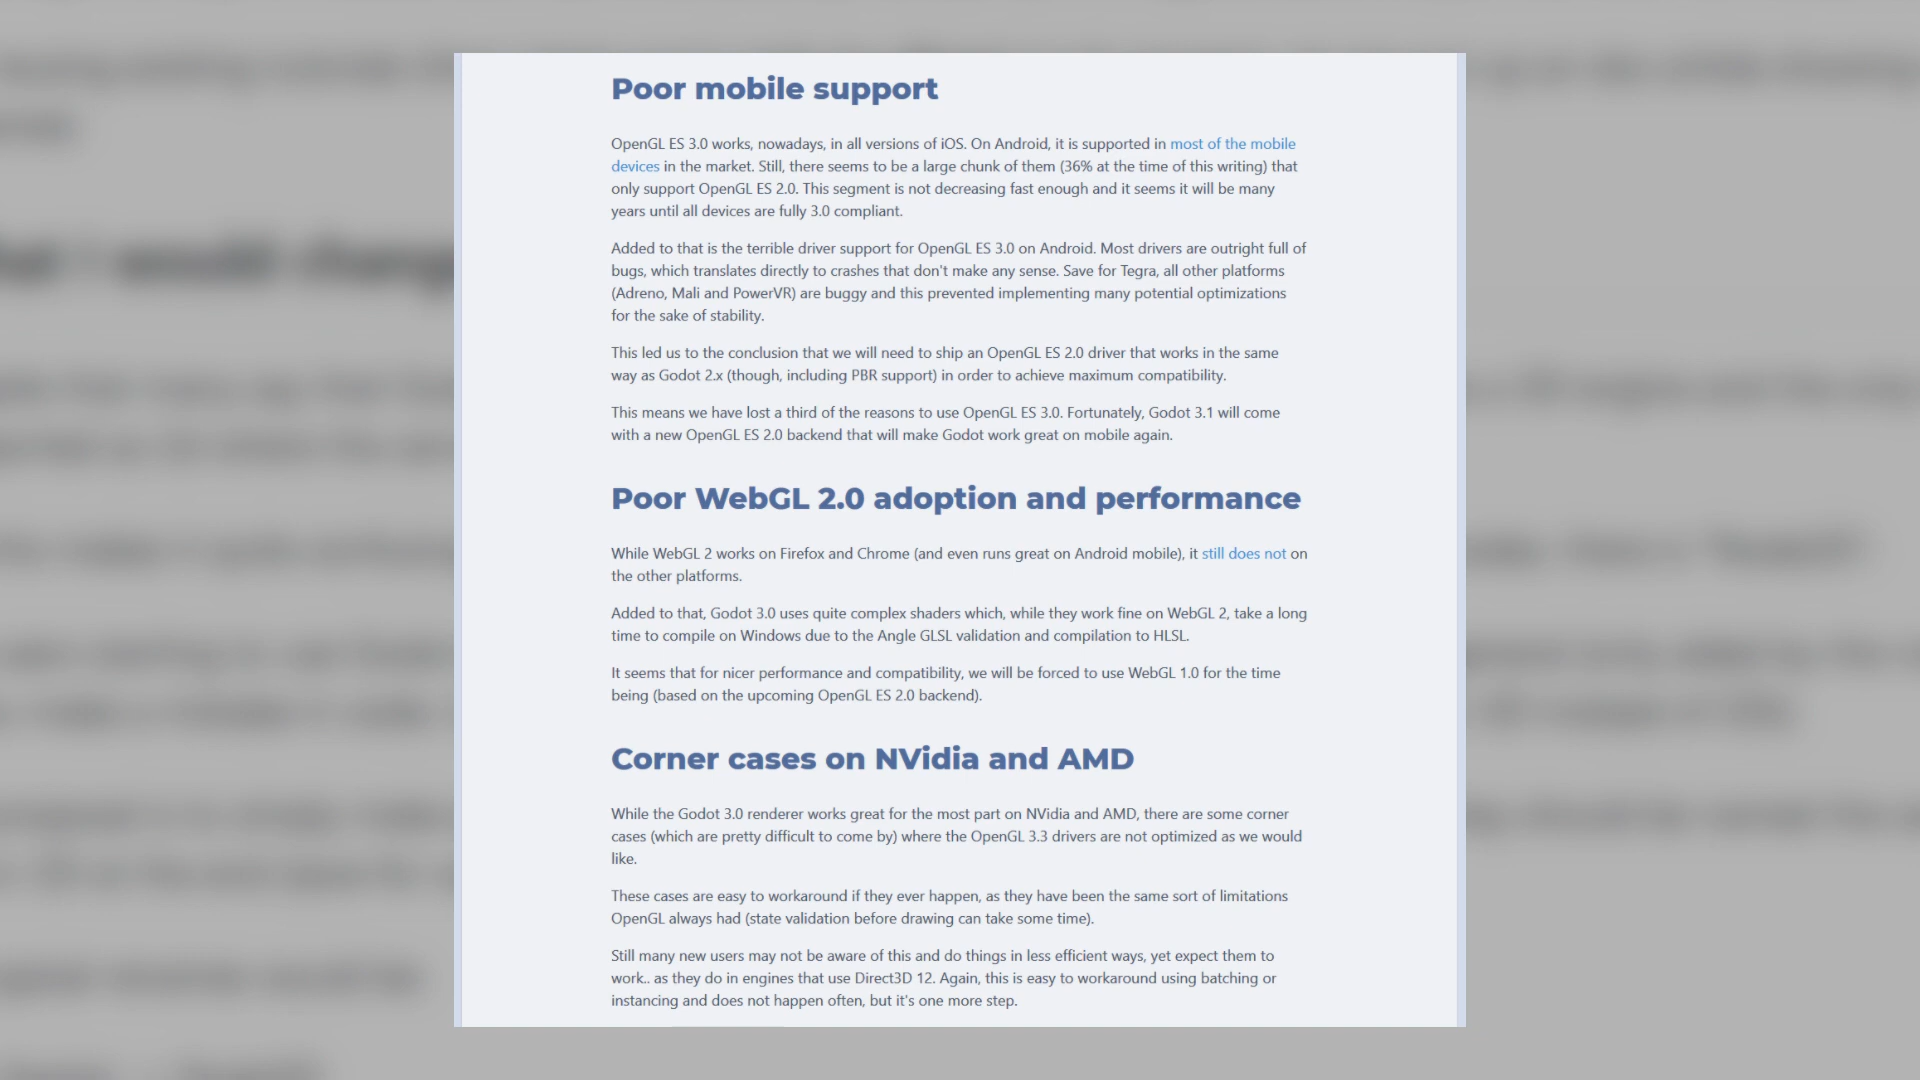 Poor mobile support
OpenGL ES 3.0 works, nowadays, in all versions of iOS. On Android, it is supported in most of the mobile
devices in the market. Still, there seems to be a large chunk of them (36% at the time of this writing) that
only support OpenGL ES 2.0. This segment is not decreasing fast enough and it seems it will be many
years until all devices are fully 3.0 compliant.
Added to that is the terrible driver support for OpenGL ES 3.0 on Android. Most drivers are outright full of
bugs, which translates directly to crashes that don't make any sense. Save for Tegra, all other platforms
(Adreno, Mali and PowerVR) are buggy and this prevented implementing many potential optimizations
for the sake of stability.
This led us to the conclusion that we will need to ship an OpenGL ES 2.0 driver that works in the same
way as Godot 2.x (though, including PBR support) in order to achieve maximum compatibility.
This means we have lost a third of the reasons to use OpenGL ES 3.0. Fortunately, Godot 3.1 will come
with a new OpenGL ES 2.0 backend that will make Godot work great on mobile again.
Poor WebGL 2.0 adoption and performance
While WebGL 2 works on Firefox and Chrome (and even runs great on Android mobile), it still does not on
the other platforms.
Added to that, Godot 3.0 uses quite complex shaders which, while they work fine on WebGL 2, take a long
time to compile on Windows due to the Angle GLSL validation and compilation to HLSL.
It seems that for nicer performance and compatibility, we will be forced to use WebGL 1.0 for the time
being (based on the upcoming OpenGL ES 2.0 backend).
Corner cases on NVidia and AMD
While the Godot 3.0 renderer works great for the most part on NVidia and AMD, there are some corner
cases (which are pretty difficult to come by) where the OpenGL 3.3 drivers are not optimized as we would
like.
These cases are easy to workaround if they ever happen, as they have been the same sort of limitations
OpenGL always had (state validation before drawing can take some time).
Still many new users may not be aware of this and do things in less efficient ways, yet expect them to
work.. as they do in engines that use Direct3D 12. Again, this is easy to workaround using batching or
instancing and does not happen often, but it's one more step.